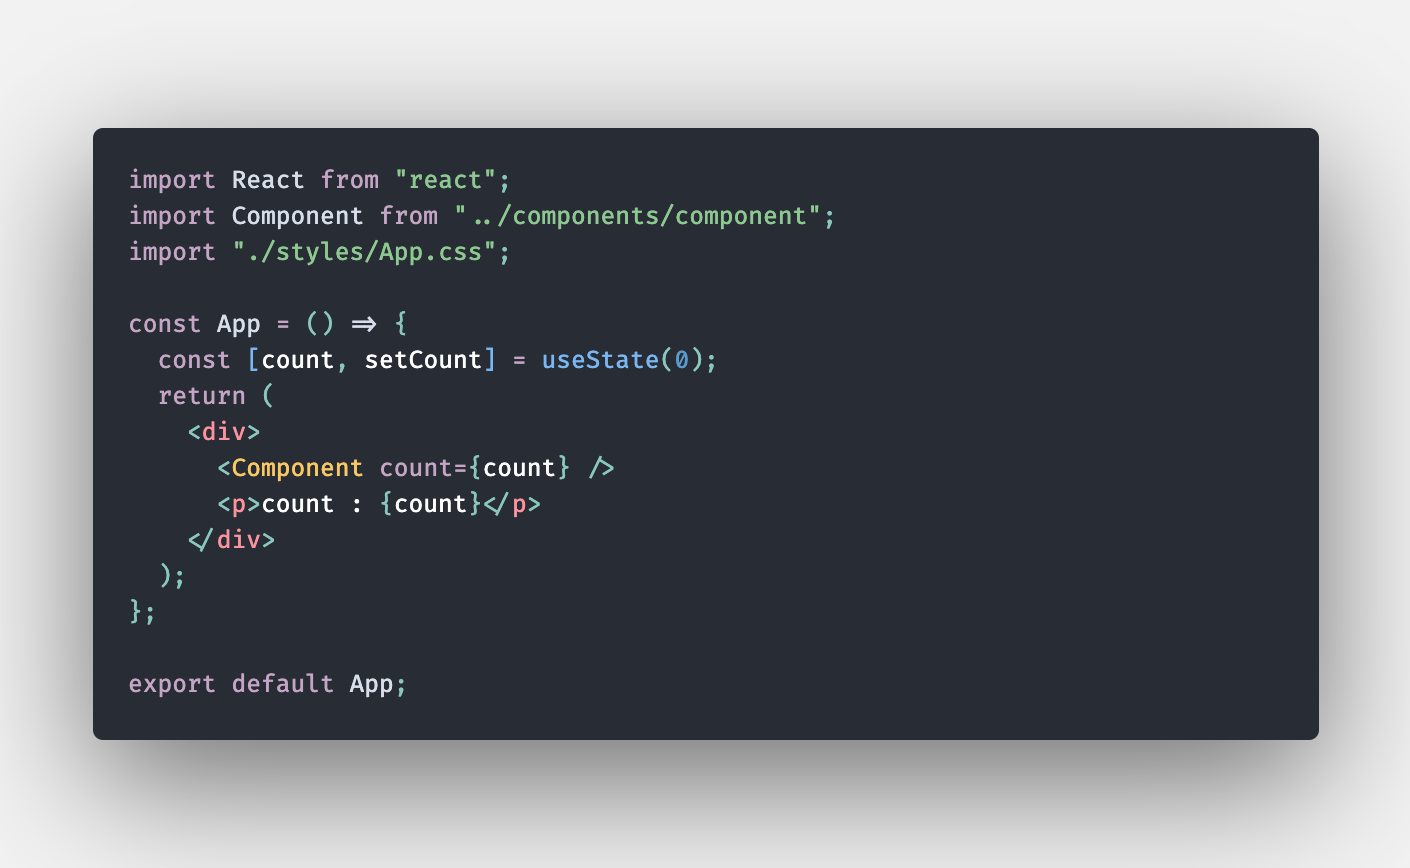 import React from "react";
import Component from "../components/component";
import "./styles/App.css";

const App = () => {
  const [count, setCount] = useState(0);
  return (
    <div>
      <Component count={count} />
      <p>count : {count}</p>
    </div>
  );
};

export default App;